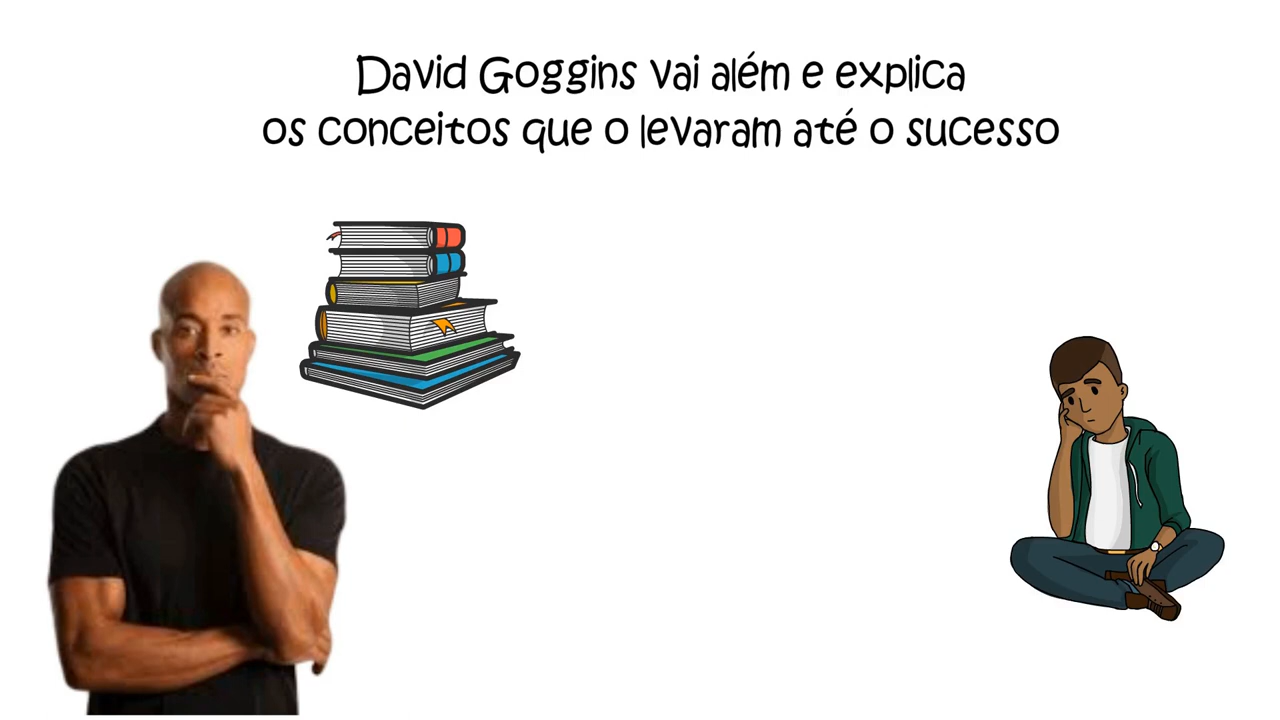 David Goggins vai além e explica
os conceitos que o levaram até o sucesso